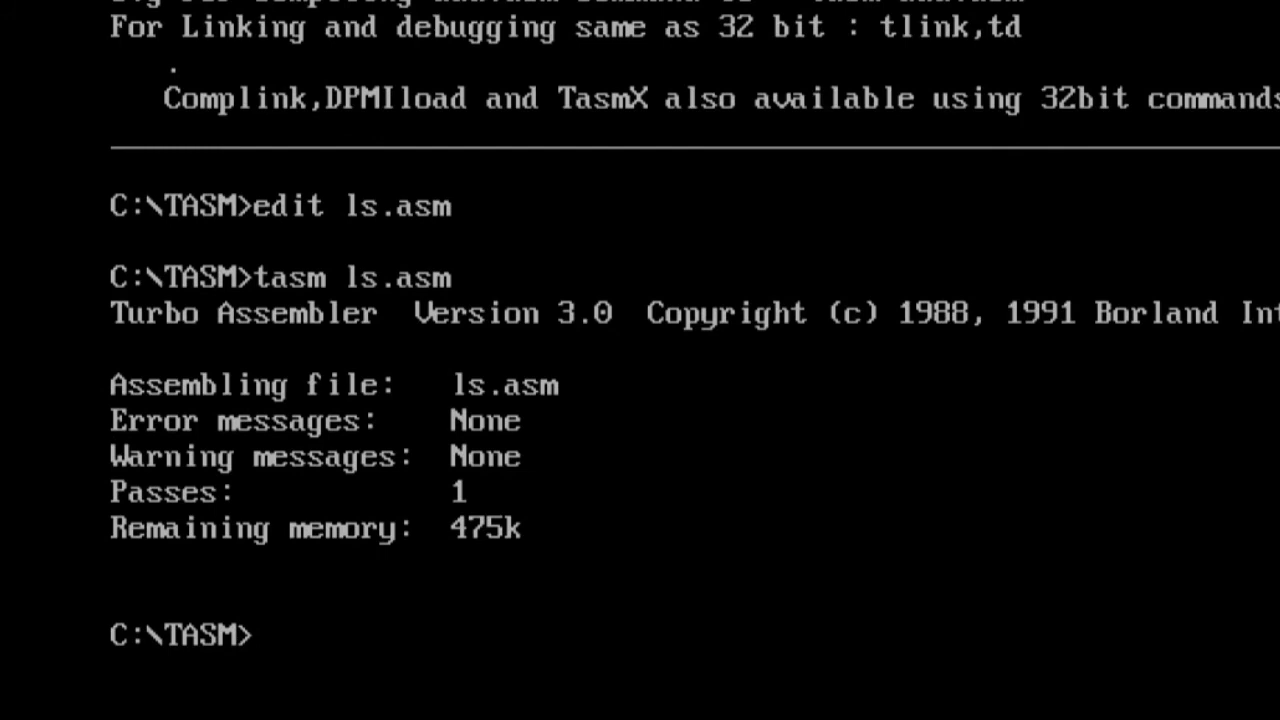 For Linking and debugging same as 32 bit : tlink,td
.
Complink,DPMIload and TasmX also available using 32bit commands
C:\TASM>edit ls.asm
C:\TASM>tasm ls.asm
Turbo Assembler Version 3.0 Copyright (c) 1988, 1991 Borland Int
Assembling file: ls.asm
Error messages: None
Warning messages: None
Passes: 1
Remaining memory: 475k
C:\TASM>